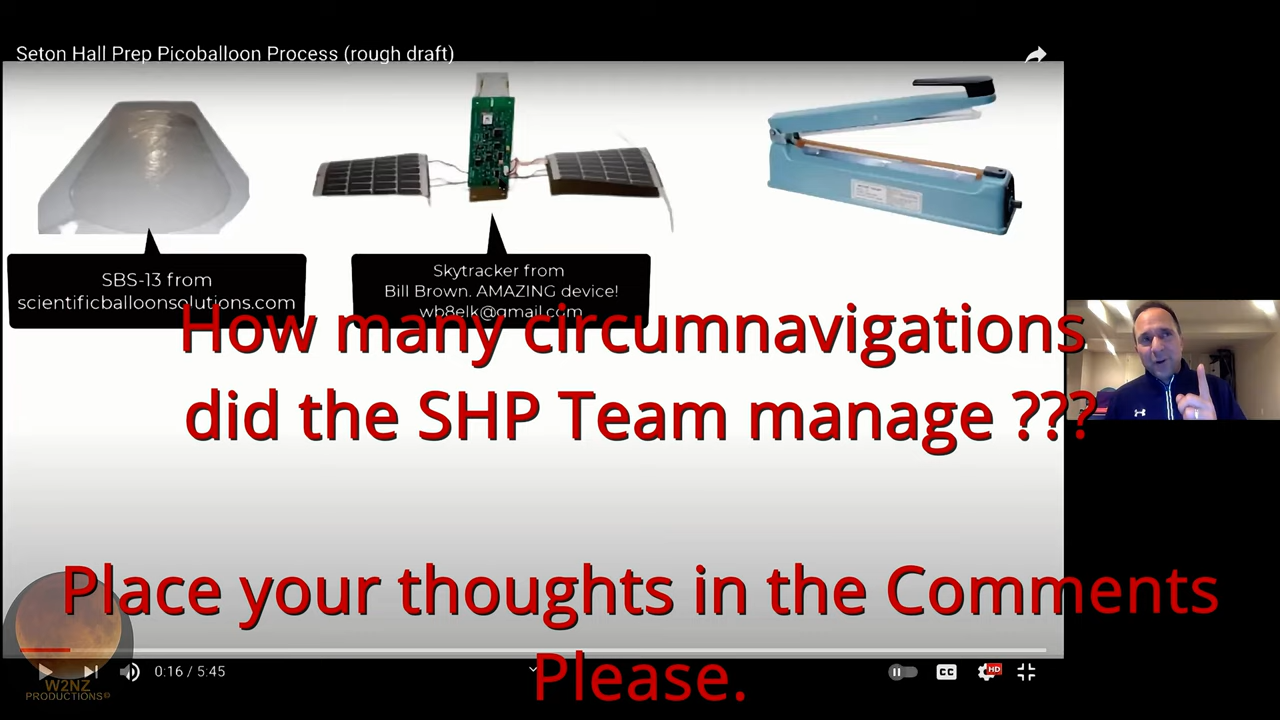 Seton Hall Prep Picoballoon Process (rough draft)
SBS-13 from
scientificballoonsolutions.com
Skytracker from
Bill Brown. AMAZING device!
wb8elk@gmail.com
How many circumnavigations
did the SHP Team manage ???
Place your thoughts in the Comments
Please.
0:16 / 5:45
CC
HD
W2NZ
PRODUCTIONS©